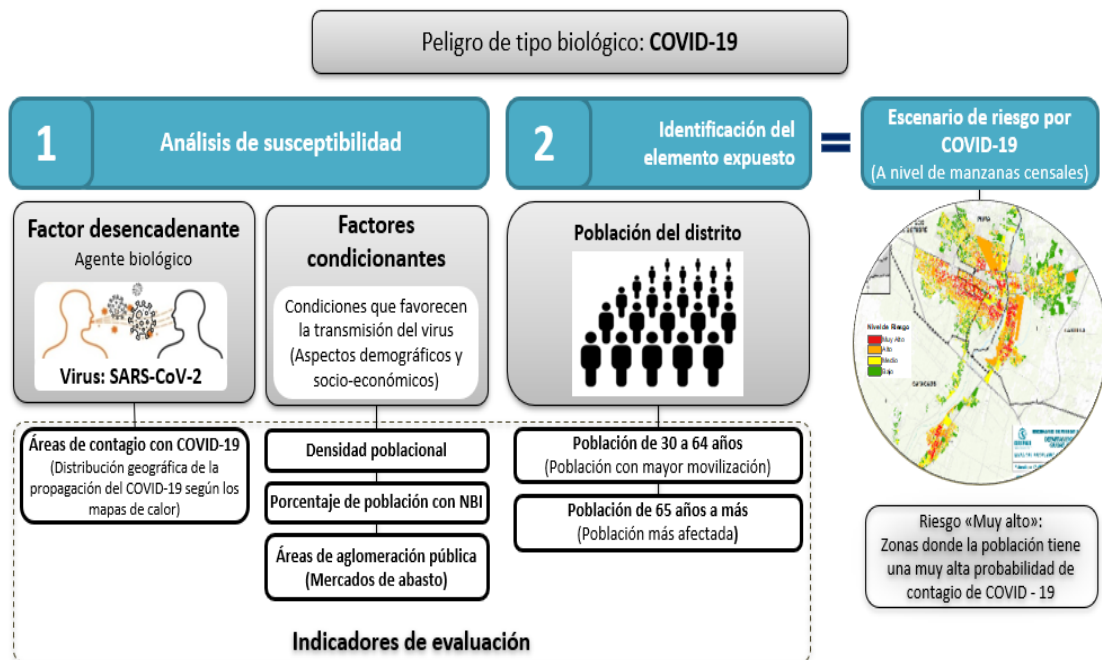 Peligro de tipo biológico: COVID-19
1
Análisis de susceptibilidad
2
Identificación del
elemento expuesto
=
Escenario de riesgo por
COVID-19
(A nivel de manzanas censales)
Factor desencadenante
Agente biológico
Virus: SARS-CoV-2
Factores
condicionantes
Condiciones que favorecen
la transmisión del virus
(Aspectos demográficos y
socio-económicos)
Población del distrito
Nivel de Riesgo
Muy Alto
Alto
Medio
Bajo
Áreas de contagio con COVID-19
(Distribución geográfica de la
propagación del COVID-19 según los
mapas de calor)
Densidad poblacional
Porcentaje de población con NBI
Áreas de aglomeración pública
(Mercados de abasto)
Población de 30 a 64 años
(Población con mayor movilización)
Población de 65 años a más
(Población más afectada)
Riesgo «Muy alto»:
Zonas donde la población tiene
una muy alta probabilidad de
contagio de COVID - 19
Indicadores de evaluación